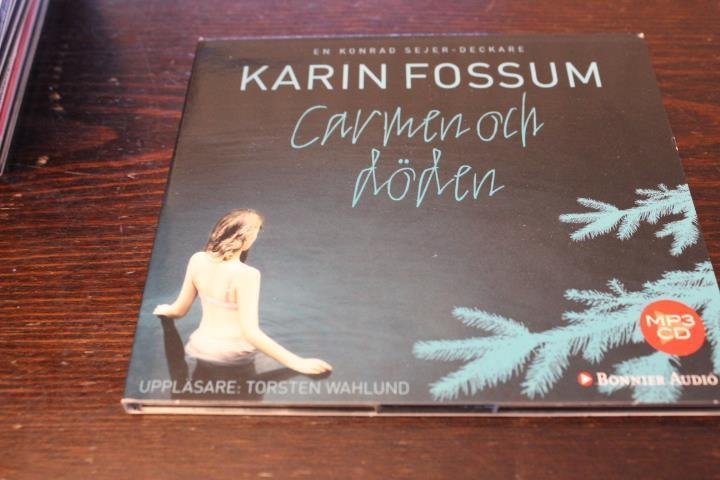 EN KONRAD SEJER-DECKARE
KARIN FOSSUM
Carmen och
döden
MP3
CD
UPPLÄSARE: TORSTEN WAHLUND
BONNIER AUDIO